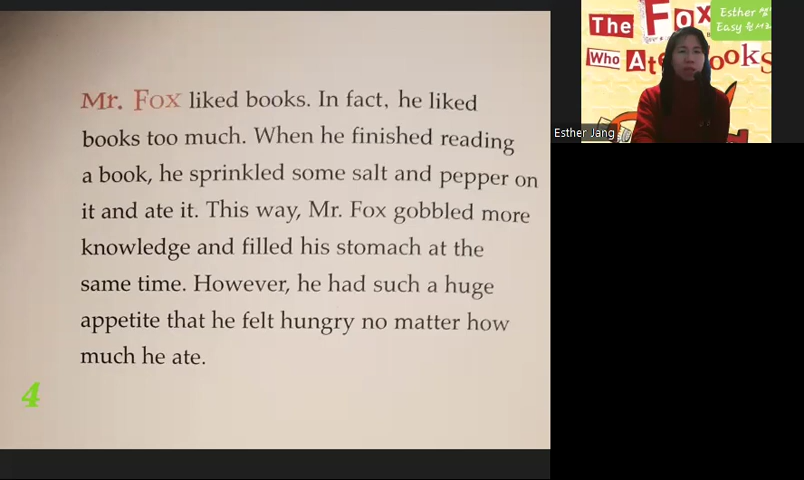 Mr. Fox liked books. In fact, he liked
books too much. When he finished reading
a book, he sprinkled some salt and pepper on
it and ate it. This way, Mr. Fox gobbled more
knowledge and filled his stomach at the
same time. However, he had such a huge
appetite that he felt hungry no matter how
much he ate.
4
The Fox
Who Ate Books
Esther 쌤
Easy 원서
Esther Jang